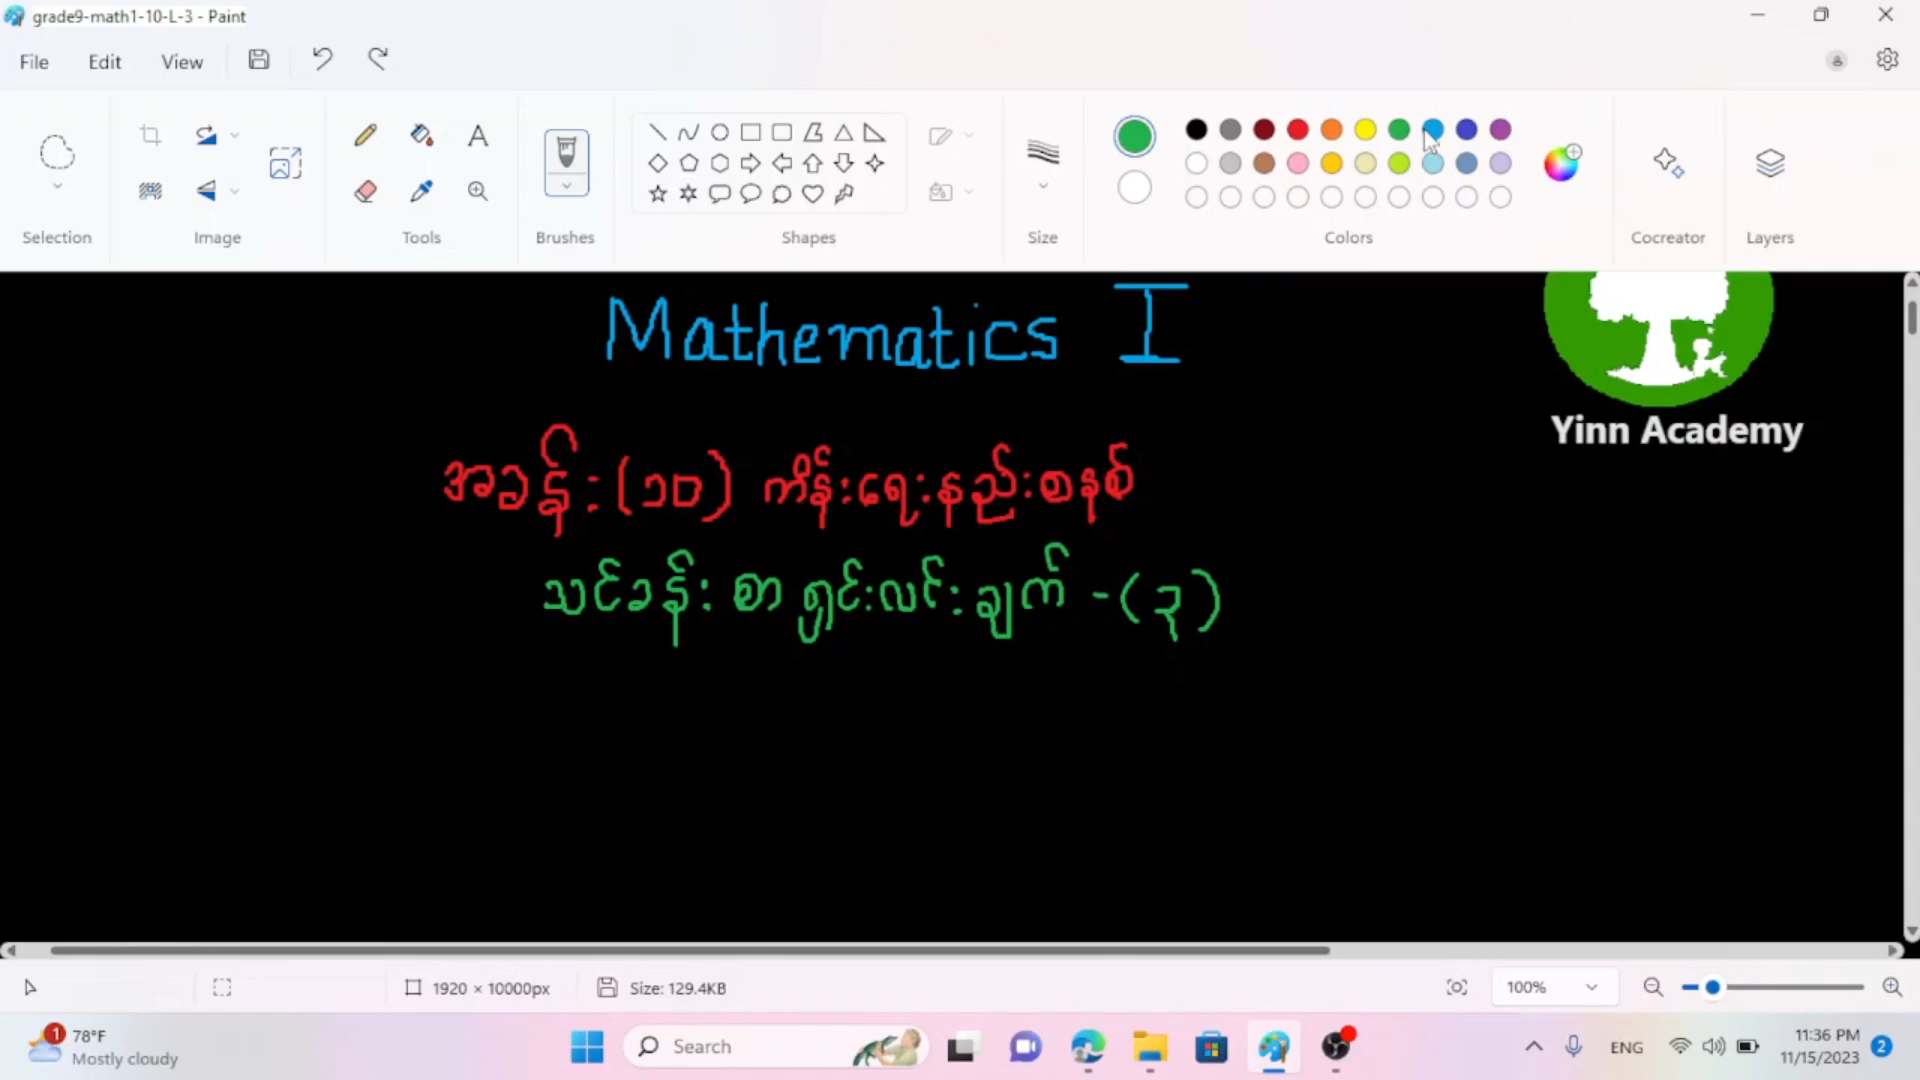 grade9-math1-10-L-3 - Paint
File Edit View
Selection Image Tools Brushes Shapes Size Colors Cocreator Layers
Mathematics I
Yinn Academy
အခန်း (၁၀) ကိန်းရေးနည်းစနစ်
သင်ခန်းစာ ရှင်းလင်းချက် - (၃)
1920 × 10000px Size: 129.4KB 100%
1 78°F
Mostly cloudy
Search
ENG
11:36 PM
11/15/2023
2